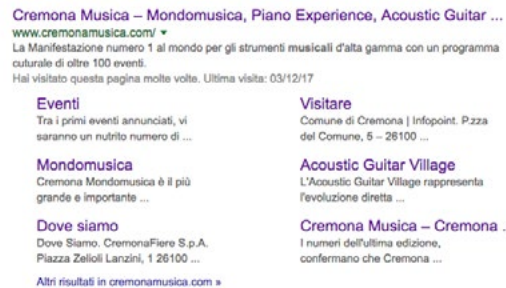 Cremona Musica – Mondomusica, Piano Experience, Acoustic Guitar ...
www.cremonamusica.com/
La Manifestazione numero 1 al mondo per gli strumenti musicali d'alta gamma con un programma
cuturale di oltre 100 eventi.
Hai visitato questa pagina molte volte. Ultima visita: 03/12/17
Eventi
Tra i primi eventi annunciati, vi
saranno un nutrito numero di ...
Visitare
Comune di Cremona | Infopoint. P.zza
del Comune, 5 – 26100 ...
Mondomusica
Cremona Mondomusica è il più
grande e importante ...
Acoustic Guitar Village
L'Acoustic Guitar Village rappresenta
l'evoluzione diretta ...
Dove siamo
Dove Siamo. CremonaFiere S.p.A.
Piazza Zelioli Lanzini, 1 26100 ...
Cremona Musica – Cremona .
I numeri dell'ultima edizione,
confermano che Cremona ...
Altri risultati in cremonamusica.com »